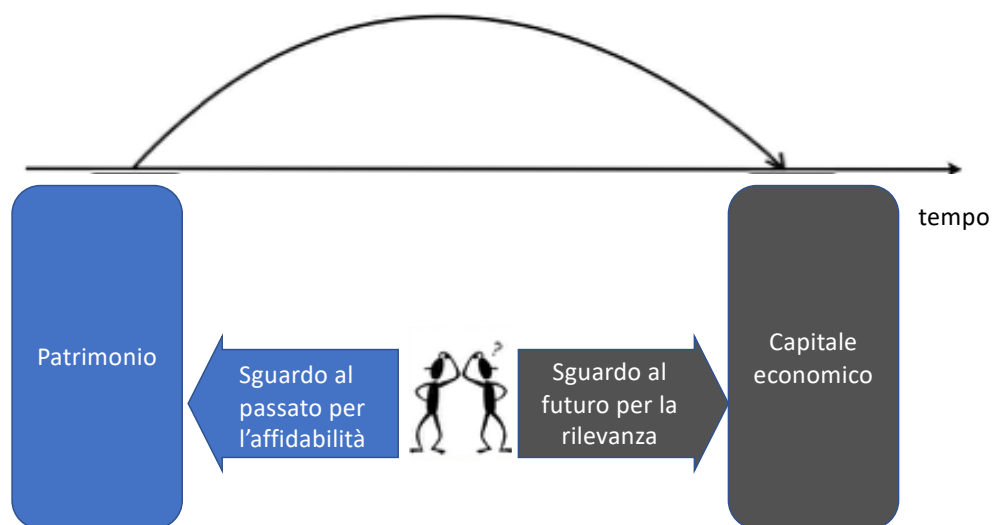 tempo
Patrimonio
Sguardo al
passato per
l'affidabilità
?
Sguardo al
futuro per la
rilevanza
Capitale
economico